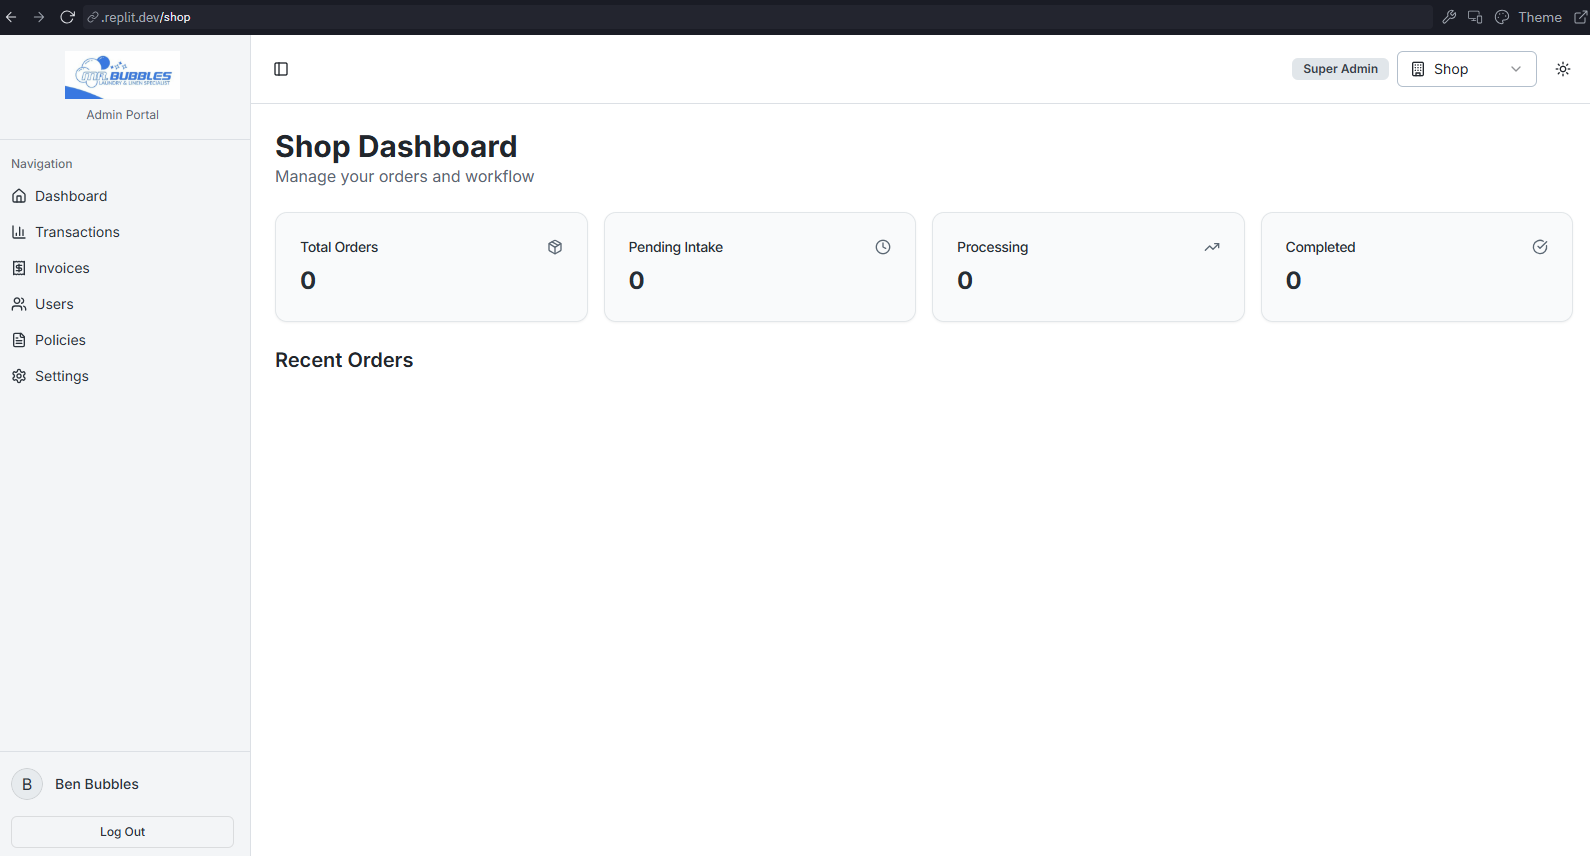 .replit.dev/shop
Theme
MR.BUBBLES
LAUNDRY & LINEN SPECIALIST
Admin Portal
Super Admin
Shop
Navigation
Dashboard
Transactions
Invoices
Users
Policies
Settings
Shop Dashboard
Manage your orders and workflow
Total Orders
0
Pending Intake
0
Processing
0
Completed
0
Recent Orders
B
Ben Bubbles
Log Out